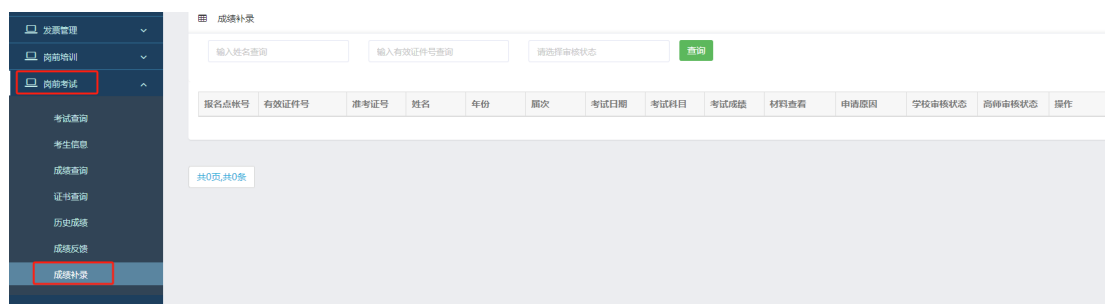 发票管理
岗前培训
岗前考试
考试查询
考生信息
成绩查询
证书查询
历史成绩
成绩反馈
成绩补录
成绩补录
输入姓名查询 输入有效证件号查询 请选择审核状态 查询
报名点帐号 有效证件号 准考证号 姓名 年份 届次 考试日期 考试科目 考试成绩 材料查看 申请原因 学校审核状态 高师审核状态 操作
共0页,共0条